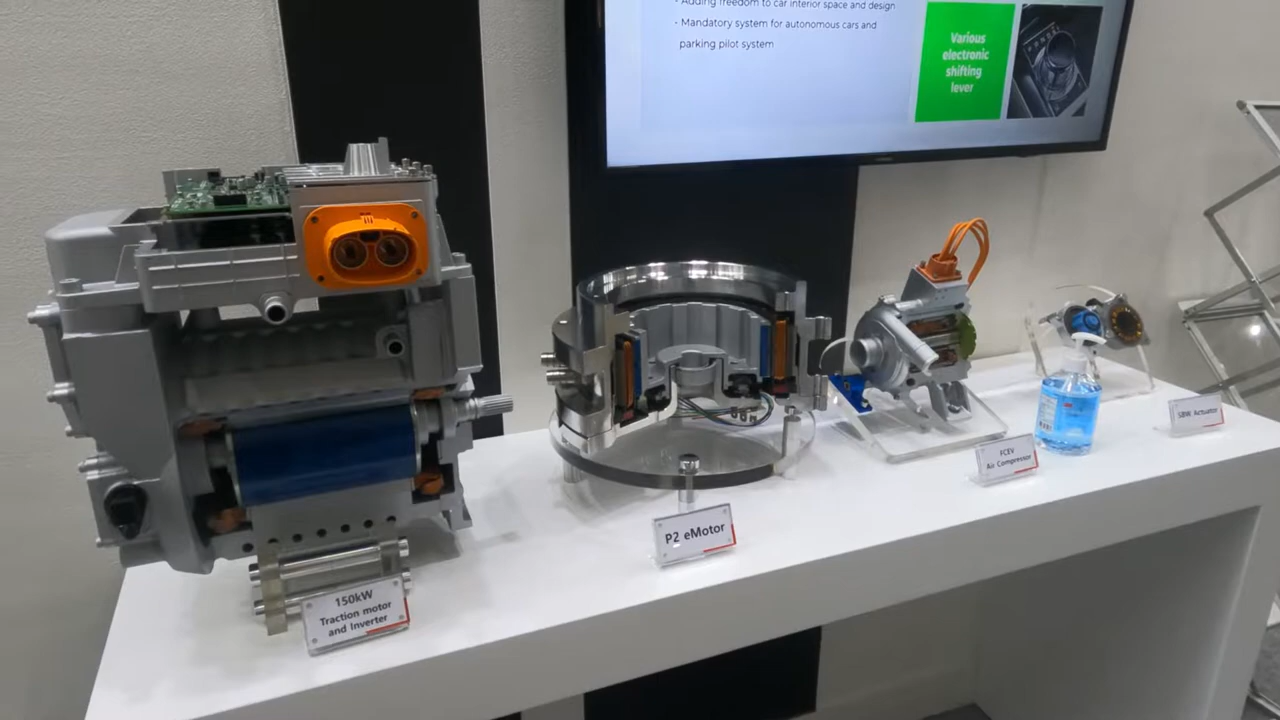 - Adding freedom to car interior space and design
- Mandatory system for autonomous cars and
parking pilot system
Various
electronic
shifting
lever
150kW
Traction motor
and Inverter
P2 eMotor
FCEV
Air Compressor
SBW Actuator